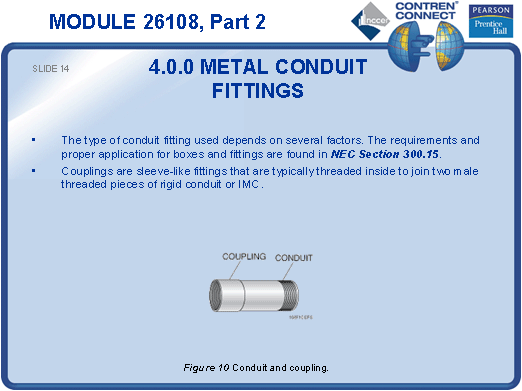 MODULE 26108, Part 2
nccer
CONTREN®
CONNECT
PEARSON
Prentice
Hall
SLIDE 14
4.0.0 METAL CONDUIT
FITTINGS
• The type of conduit fitting used depends on several factors. The requirements and
proper application for boxes and fittings are found in NEC Section 300.15.
• Couplings are sleeve-like fittings that are typically threaded inside to join two male
threaded pieces of rigid conduit or IMC.
COUPLING CONDUIT
Figure 10 Conduit and coupling.